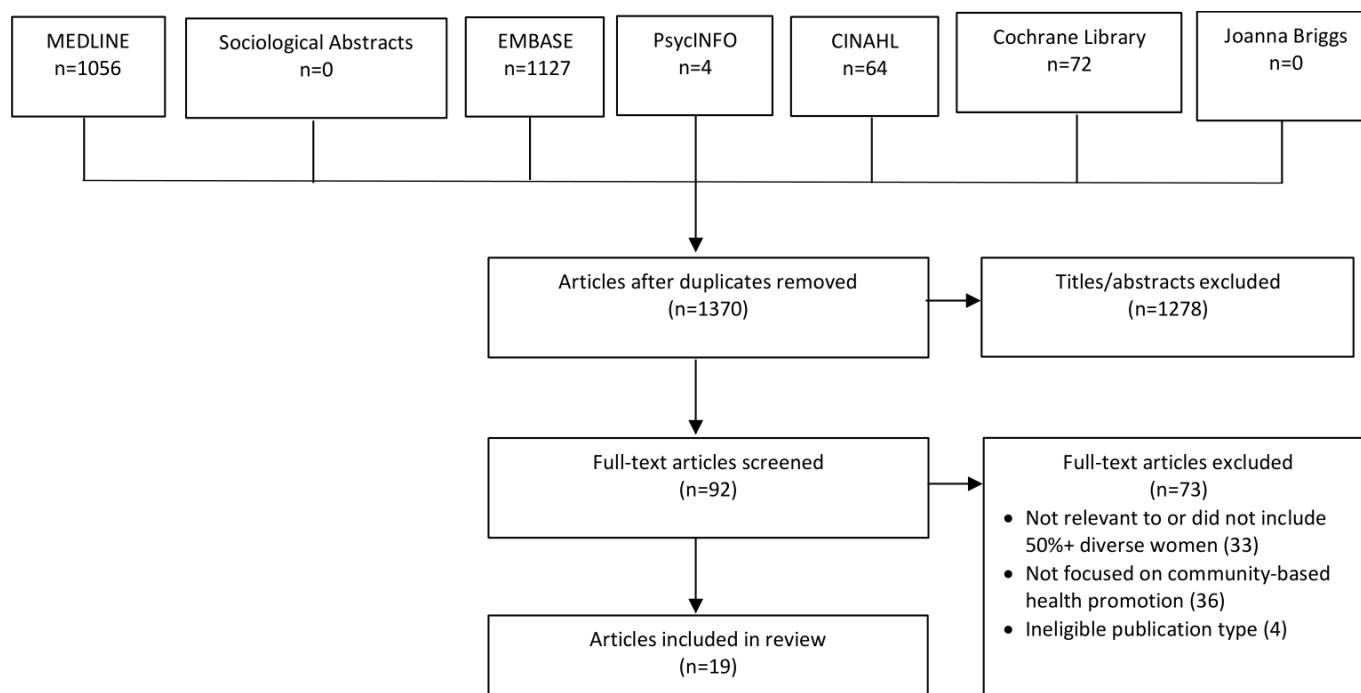 MEDLINE
n=1056
Sociological Abstracts
n=0
EMBASE
n=1127
PsycINFO
n=4
CINAHL
n=64
Cochrane Library
n=72
Joanna Briggs
n=0
Articles after duplicates removed
(n=1370)
Titles/abstracts excluded
(n=1278)
Full-text articles screened
(n=92)
Full-text articles excluded
(n=73)
• Not relevant to or did not include
50%+ diverse women (33)
• Not focused on community-based
health promotion (36)
• Ineligible publication type (4)
Articles included in review
(n=19)